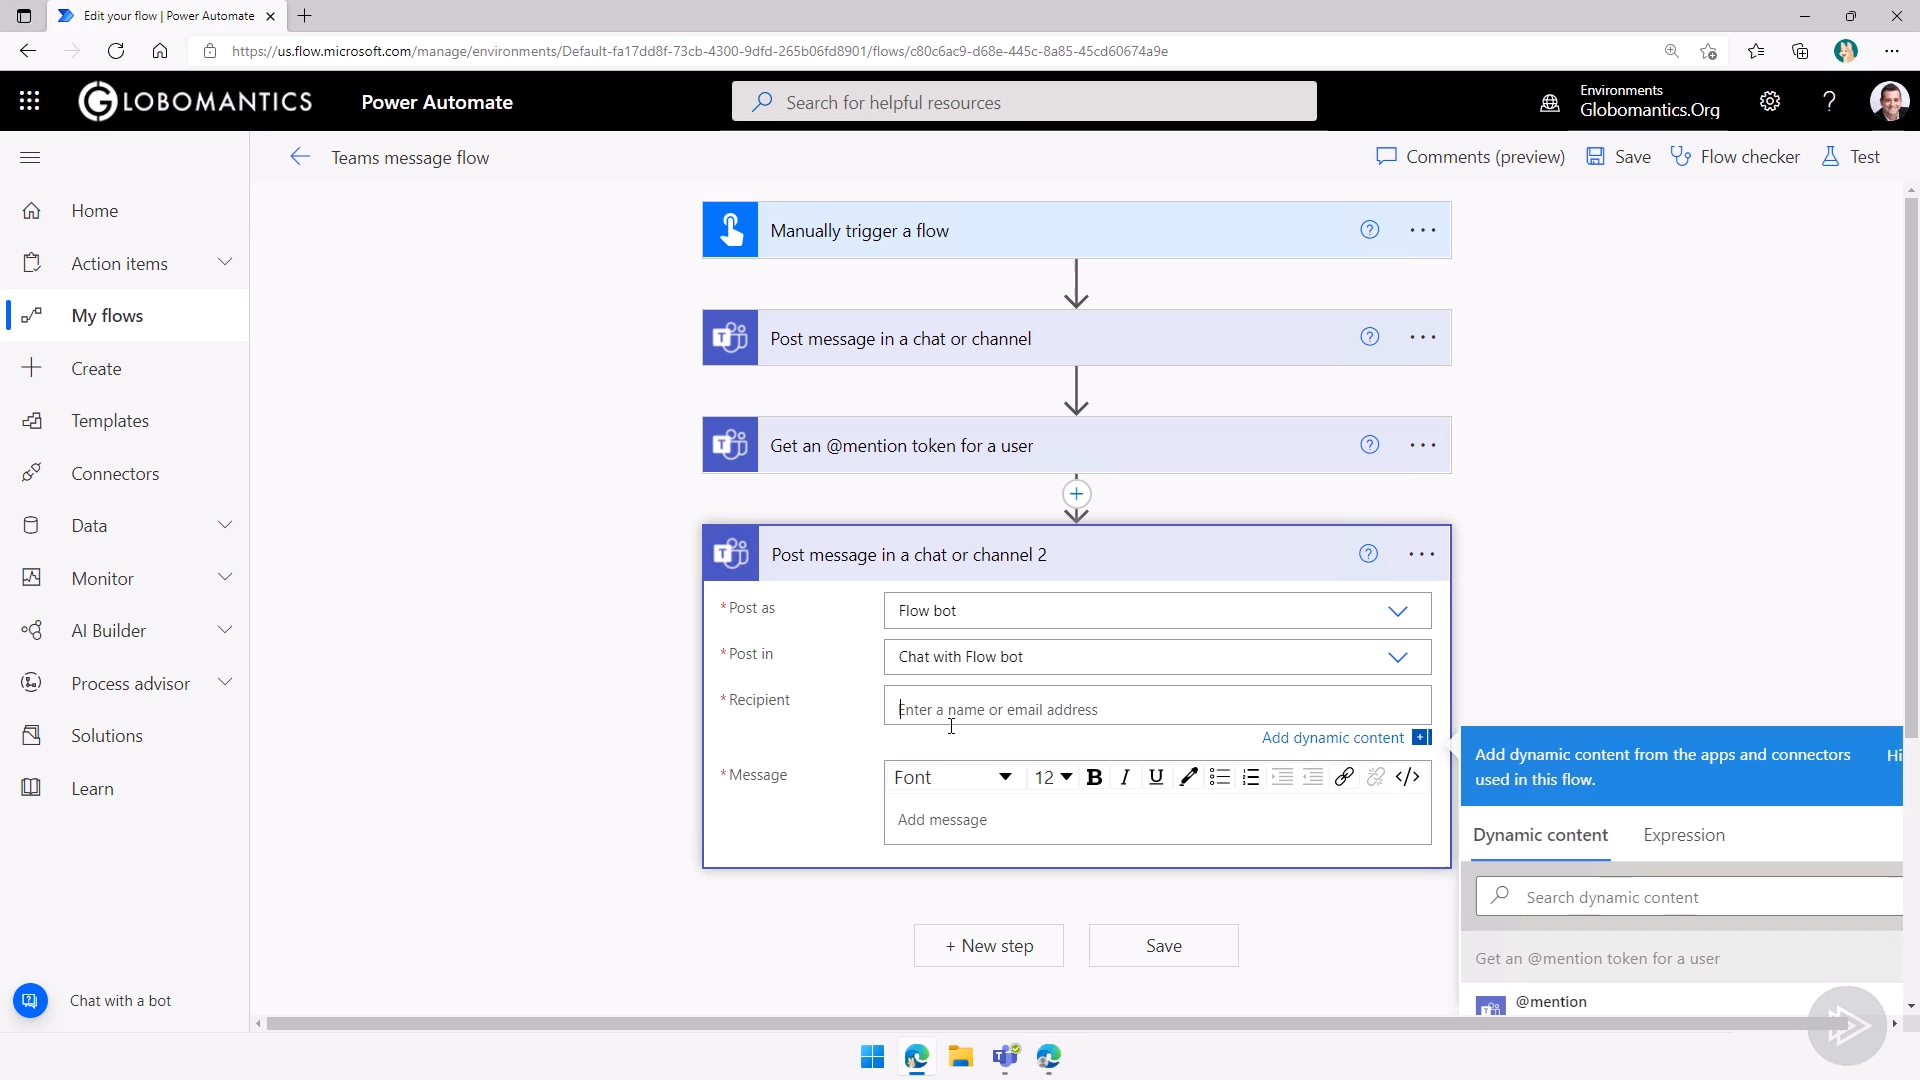 Edit your flow | Power Automate
https://us.flow.microsoft.com/manage/environments/Default-fa17dd8f-73cb-4300-9dfd-265b06fd8901/flows/c80c6ac9-d68e-445c-8a85-45cd60674a9e
GLOBOMANTICS
Power Automate
Search for helpful resources
Environments
Globomantics.Org
?
Teams message flow
Comments (preview)
Save
Flow checker
Test
Home
Action items
My flows
Create
Templates
Connectors
Data
Monitor
AI Builder
Process advisor
Solutions
Learn
Chat with a bot
Manually trigger a flow
?
Post message in a chat or channel
?
Get an @mention token for a user
?
Post message in a chat or channel 2
?
* Post as
Flow bot
* Post in
Chat with Flow bot
* Recipient
Enter a name or email address
Add dynamic content
* Message
Font
12
B I U
</>
Add message
+ New step
Save
Add dynamic content from the apps and connectors
used in this flow.
Hi
Dynamic content
Expression
Search dynamic content
Get an @mention token for a user
@mention